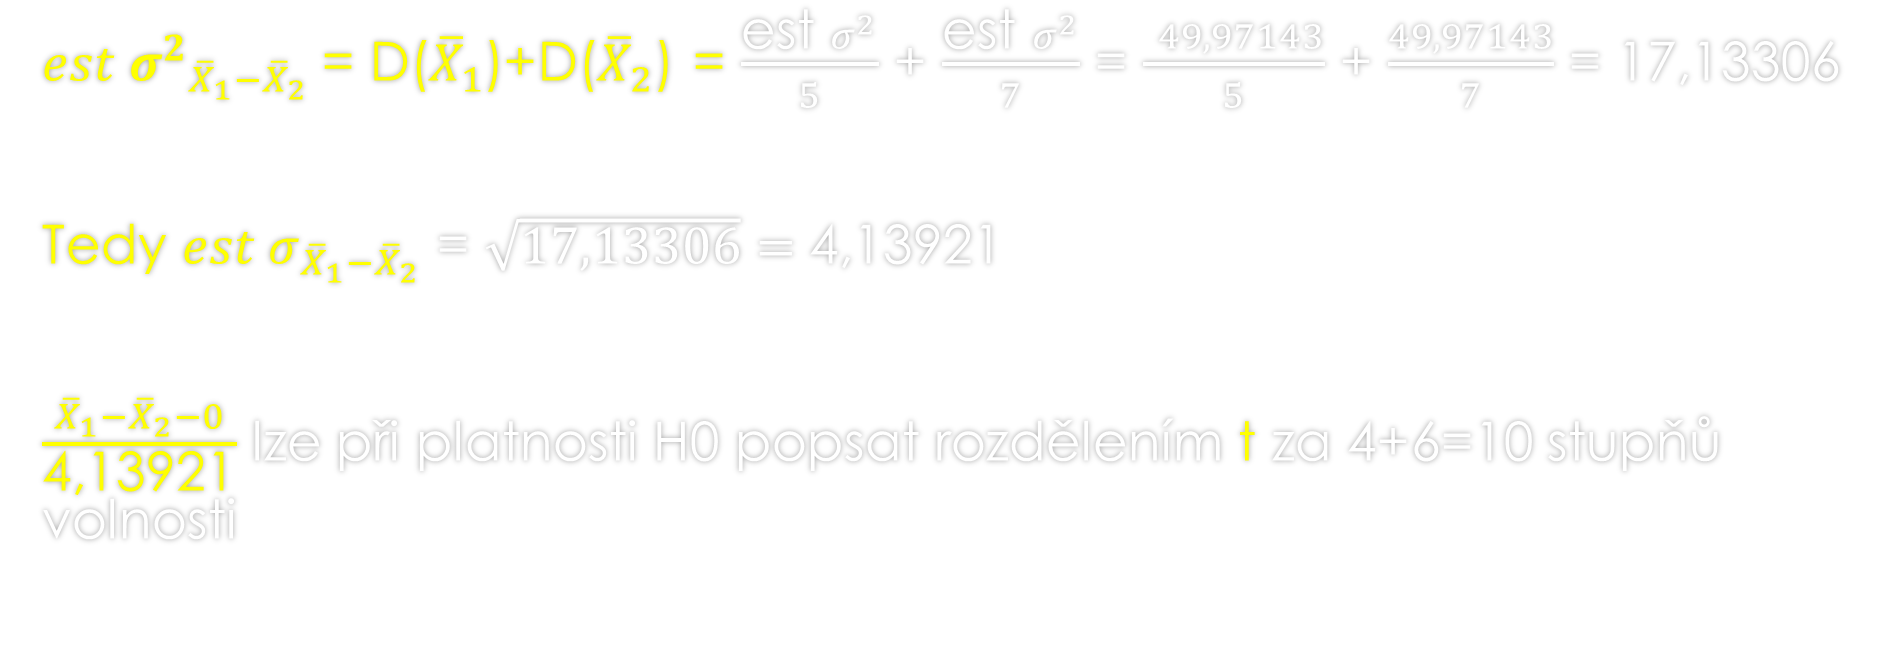 est σ²_{X̄₁−X̄₂} = D(X̄₁)+D(X̄₂) = est σ²/5 + est σ²/7 = 49,97143/5 + 49,97143/7 = 17,13306
Tedy est σ_{X̄₁−X̄₂} = √17,13306 = 4,13921
(X̄₁−X̄₂−0)/4,13921 lze při platnosti H0 popsat rozdělením t za 4+6=10 stupňů
volnosti